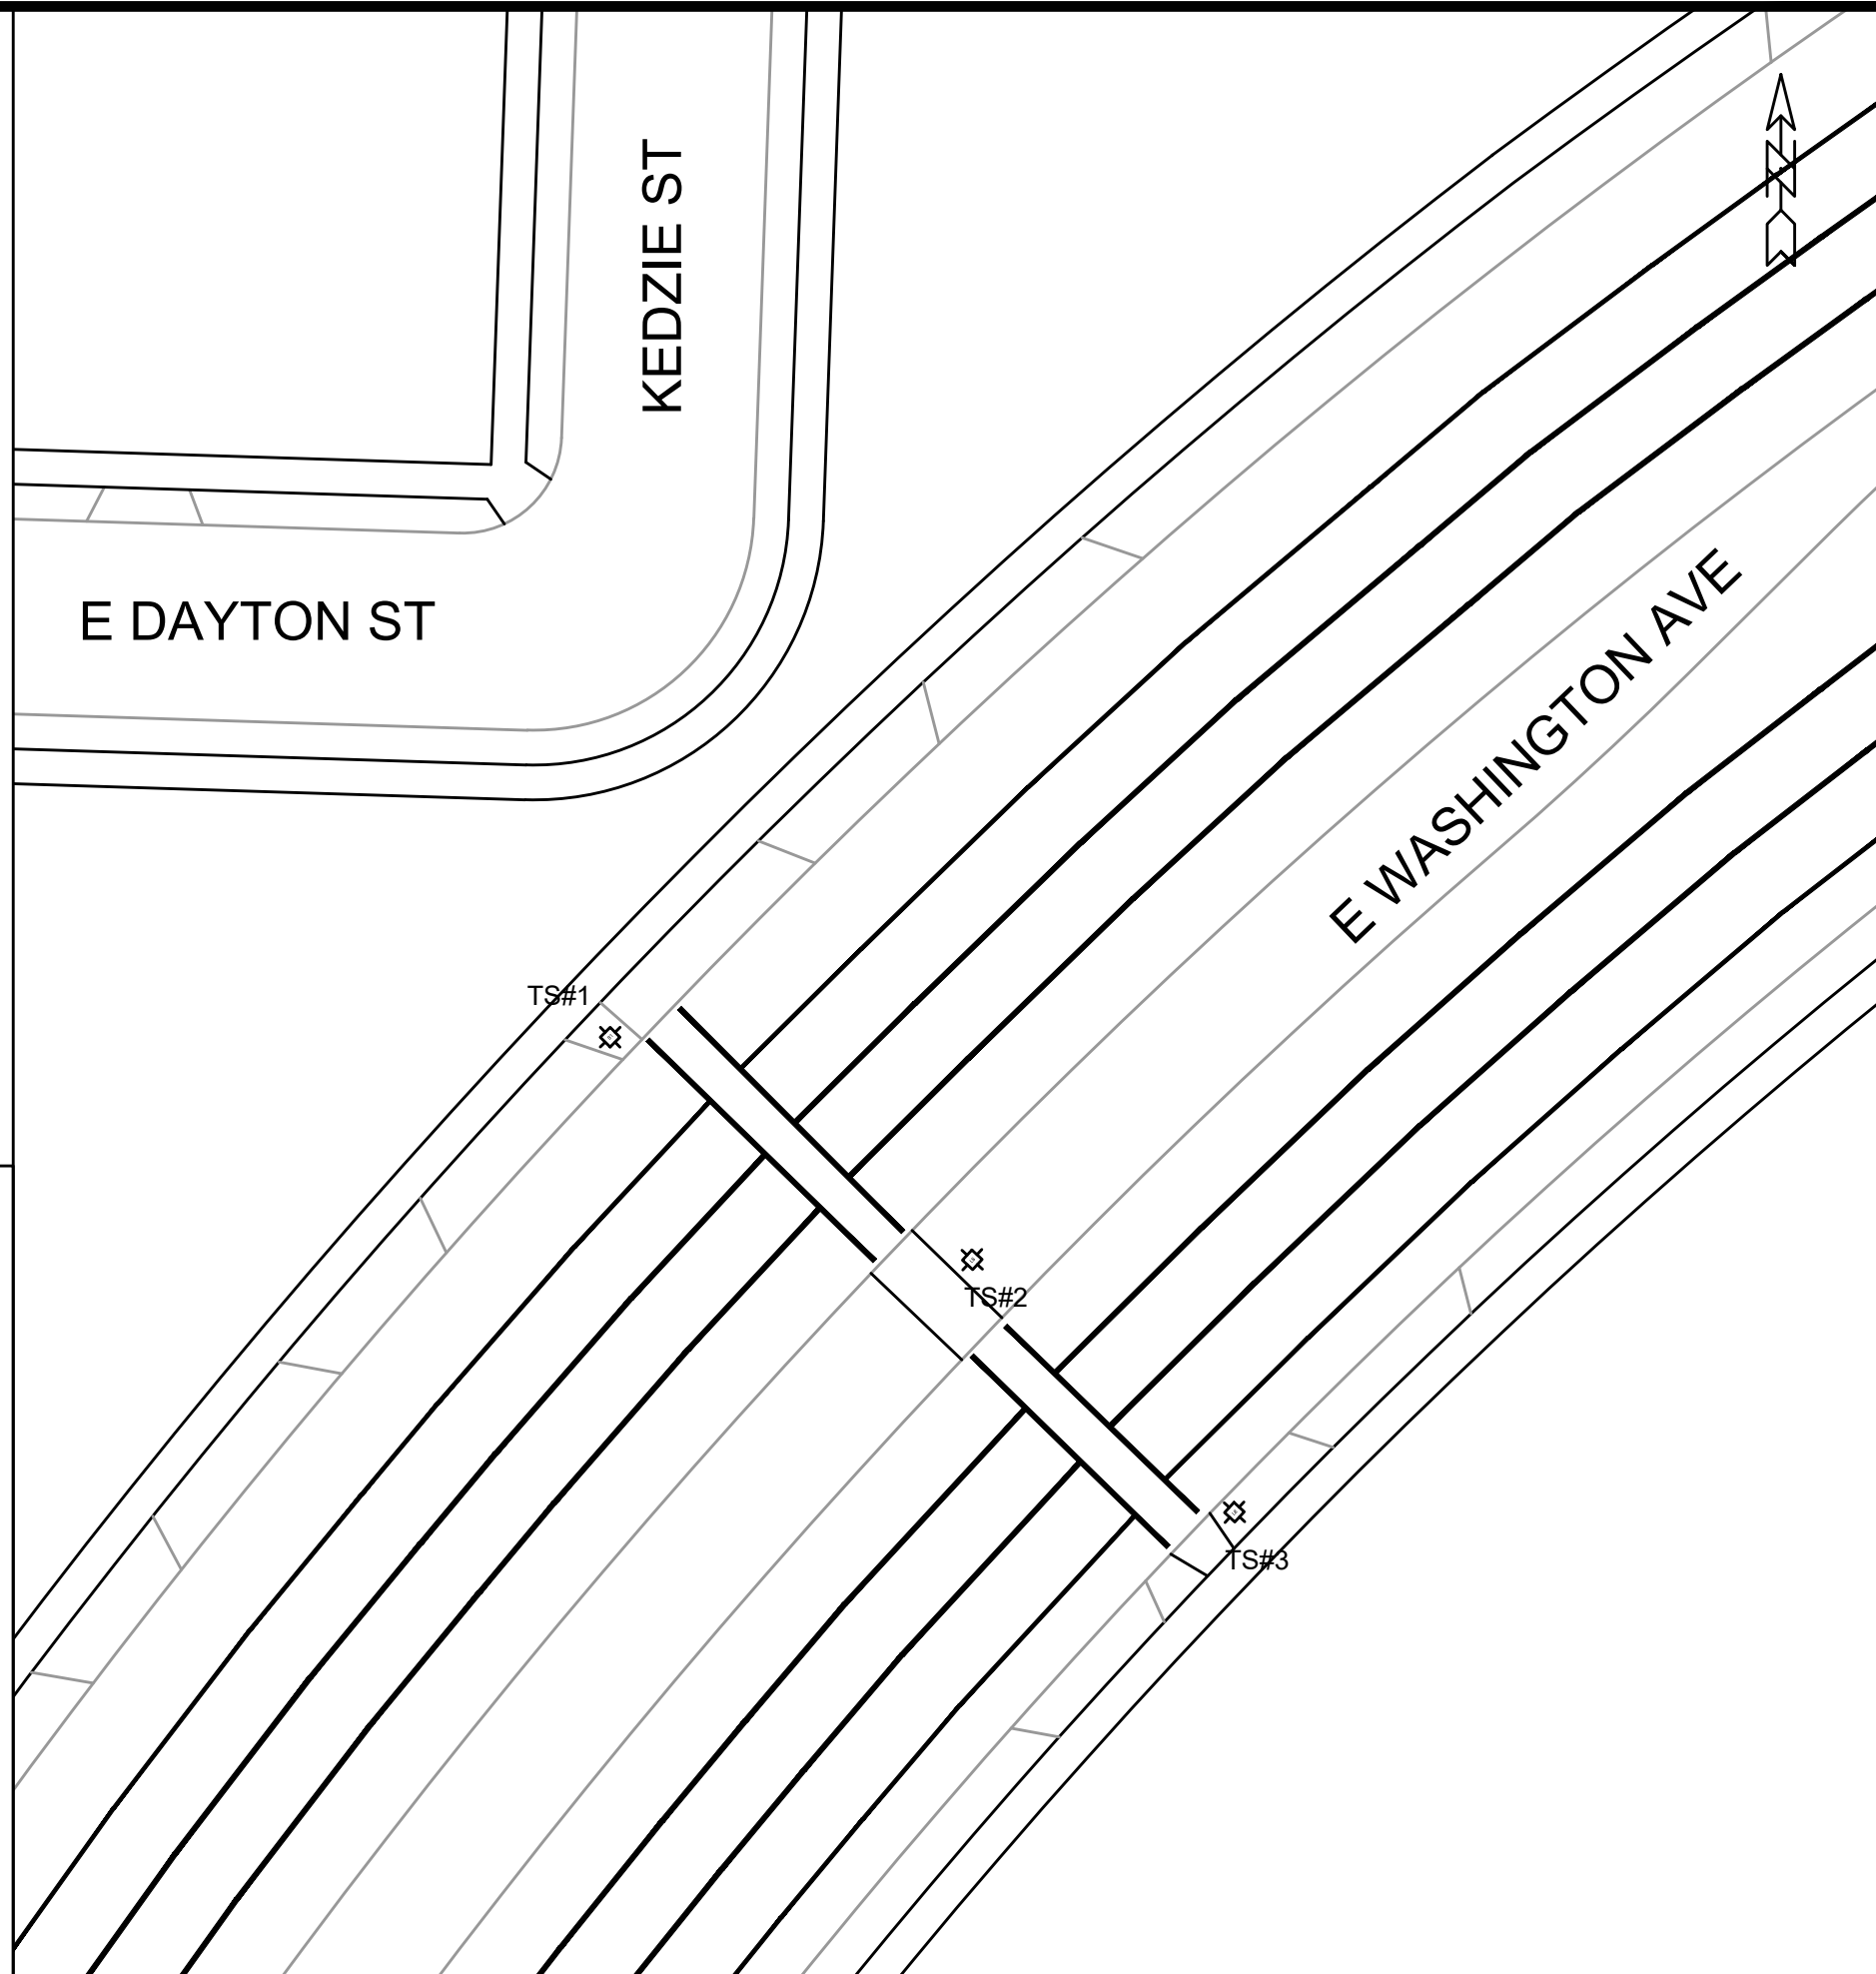 KEDZIE ST
E DAYTON ST
E WASHINGTON AVE
TS#1
TS#2
TS#3